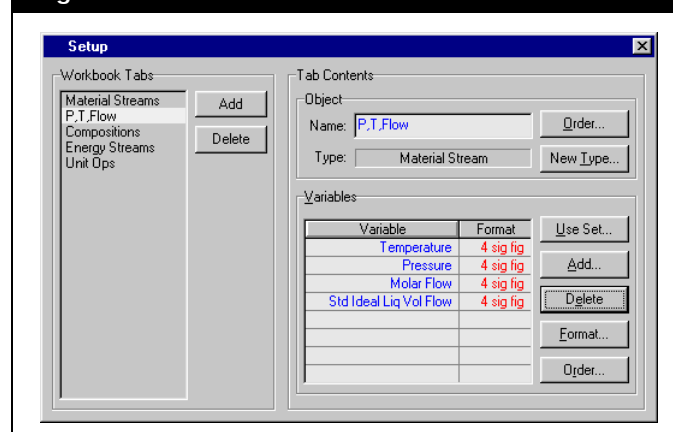 Setup
Workbook Tabs
Material Streams
P,T,Flow
Compositions
Energy Streams
Unit Ops
Add
Delete
Tab Contents
Object
Name: P,T,Flow
Order...
Type: Material Stream
New Type...
Variables
Variable Format
Temperature 4 sig fig
Pressure 4 sig fig
Molar Flow 4 sig fig
Std Ideal Liq Vol Flow 4 sig fig
Use Set...
Add...
Delete
Format...
Order...